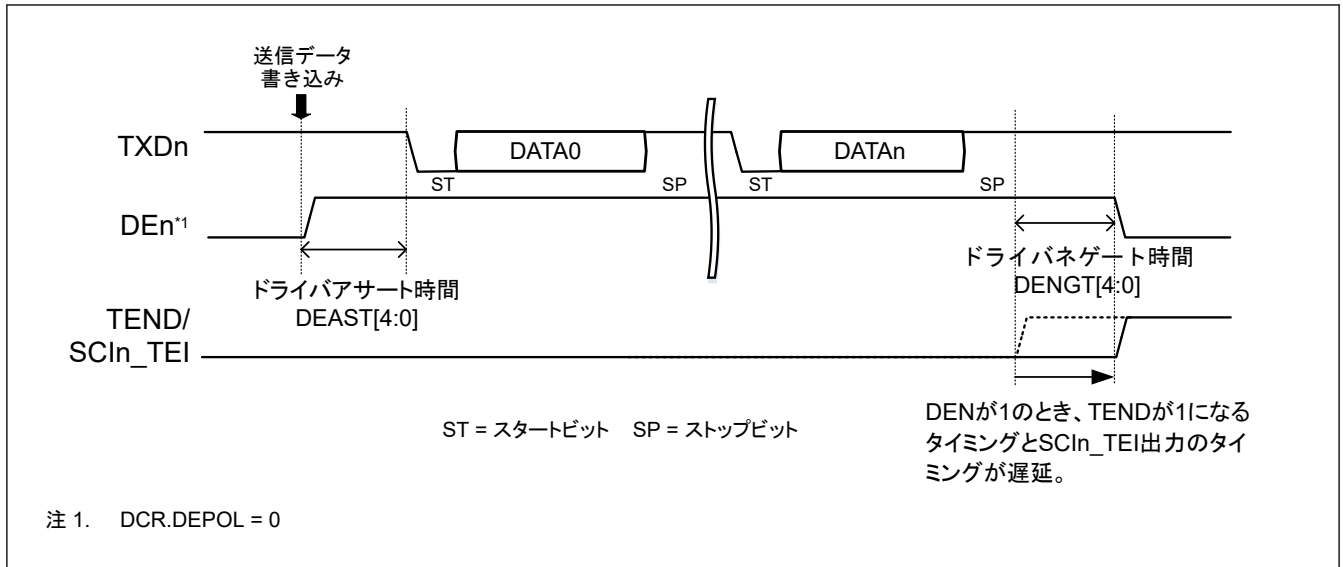 送信データ
書き込み
TXDn
DATA0
DATAn
ST
SP
ST
SP
DEn*1
ドライバアサート時間
DEAST[4:0]
ドライバネゲート時間
DENGT[4:0]
TEND/
SCIn_TEI
DENが1のとき、TENDが1になる
タイミングとSCIn_TEI出力のタイ
ミングが遅延。
ST = スタートビット SP = ストップビット
注 1. DCR.DEPOL = 0